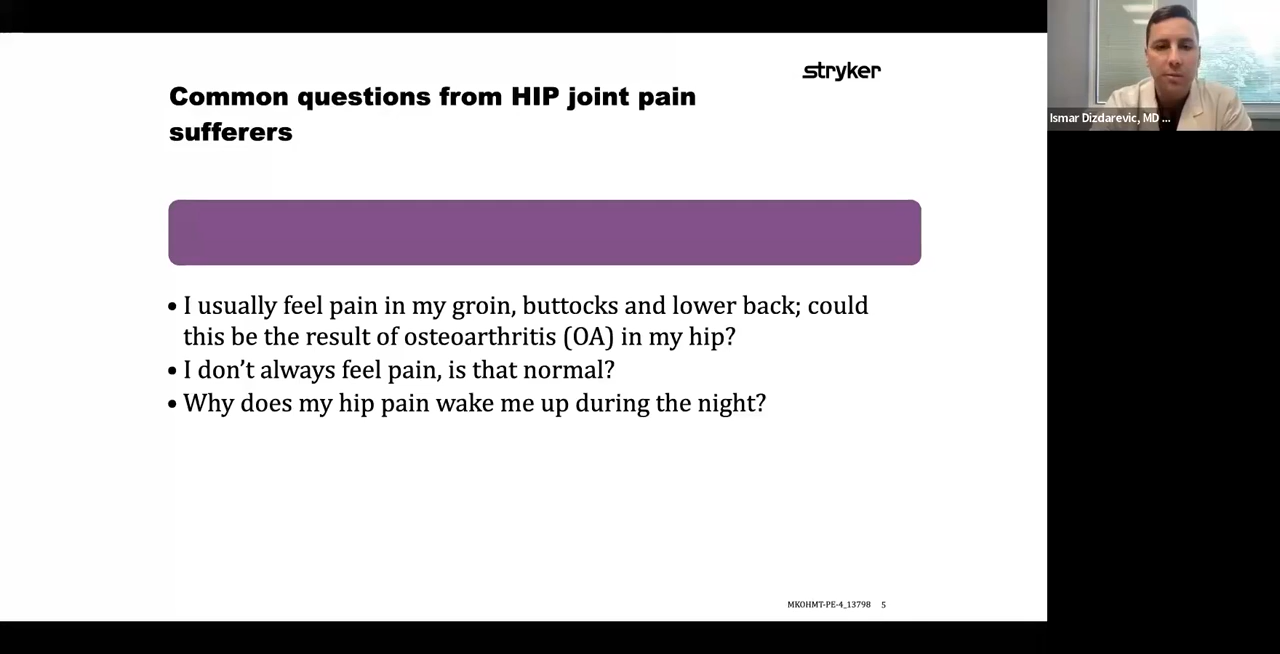 stryker
Common questions from HIP joint pain
sufferers
Ismar Dizdarevic, MD ...
• I usually feel pain in my groin, buttocks and lower back; could
this be the result of osteoarthritis (OA) in my hip?
• I don’t always feel pain, is that normal?
• Why does my hip pain wake me up during the night?
MKOHMT-PE-4_13798 5